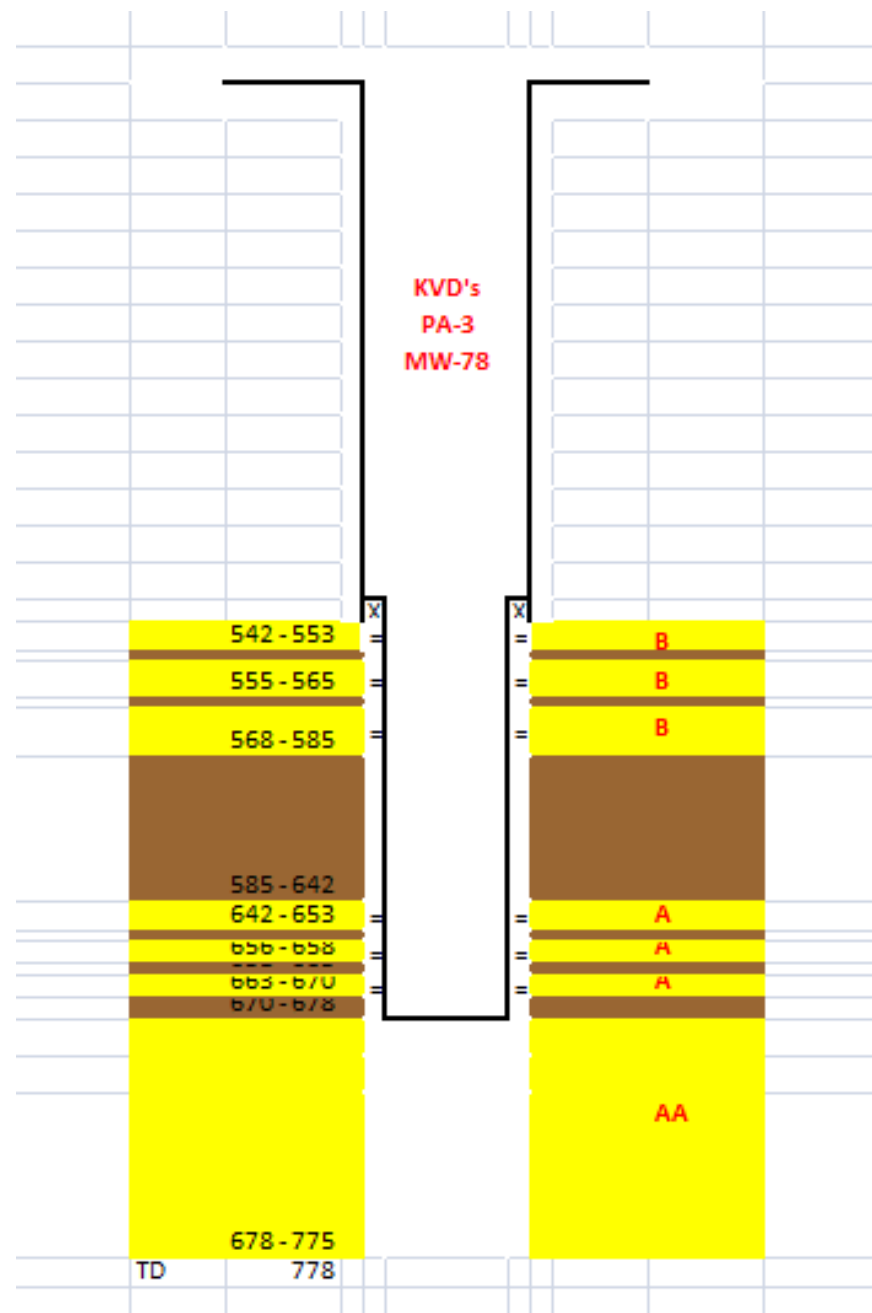 KVD's
PA-3
MW-78
X X
542 - 553 = = B
555 - 565 = = B
568 - 585 = = B
585 - 642
642 - 653 = = A
656 - 658 = = A
663 - 670 = = A
670 - 678
AA
678 - 775
TD 778